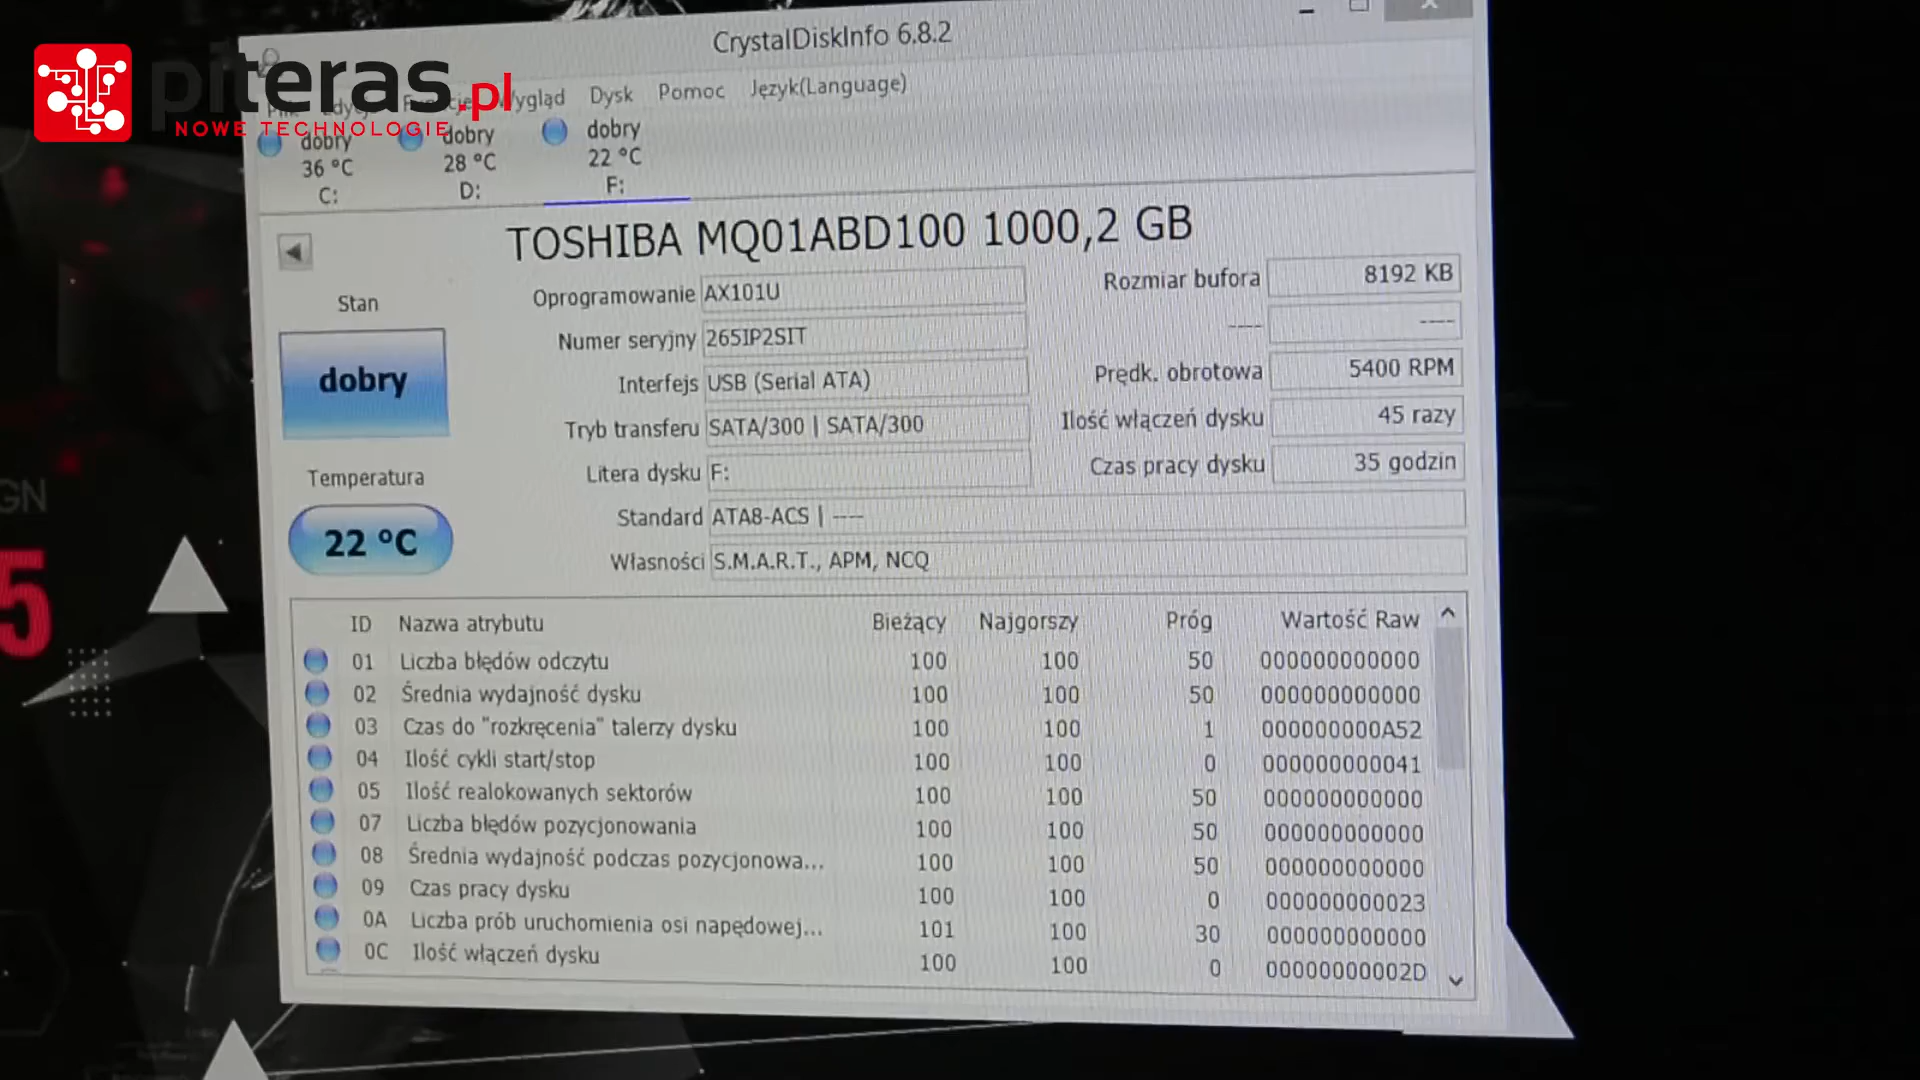 CrystalDiskInfo 6.8.2
piteras.pl
NOWE TECHNOLOGIE
Wygląd Dysk Pomoc Język(Language)
dobry dobry dobry
36 °C 28 °C 22 °C
C: D: F:
TOSHIBA MQ01ABD100 1000,2 GB
Stan
dobry
Temperatura
22 °C
Oprogramowanie AX101U
Numer seryjny 265IP2SIT
Interfejs USB (Serial ATA)
Tryb transferu SATA/300 | SATA/300
Litera dysku F:
Standard ATA8-ACS | ----
Własności S.M.A.R.T., APM, NCQ
Rozmiar bufora 8192 KB
---- ----
Prędk. obrotowa 5400 RPM
Ilość włączeń dysku 45 razy
Czas pracy dysku 35 godzin
ID Nazwa atrybutu Bieżący Najgorszy Próg Wartość Raw
01 Liczba błędów odczytu 100 100 50 000000000000
02 Średnia wydajność dysku 100 100 50 000000000000
03 Czas do "rozkręcenia" talerzy dysku 100 100 1 000000000A52
04 Ilość cykli start/stop 100 100 0 000000000041
05 Ilość realokowanych sektorów 100 100 50 000000000000
07 Liczba błędów pozycjonowania 100 100 50 000000000000
08 Średnia wydajność podczas pozycjonowa... 100 100 50 000000000000
09 Czas pracy dysku 100 100 0 000000000023
0A Liczba prób uruchomienia osi napędowej... 101 100 30 000000000000
0C Ilość włączeń dysku 100 100 0 00000000002D
GN
5